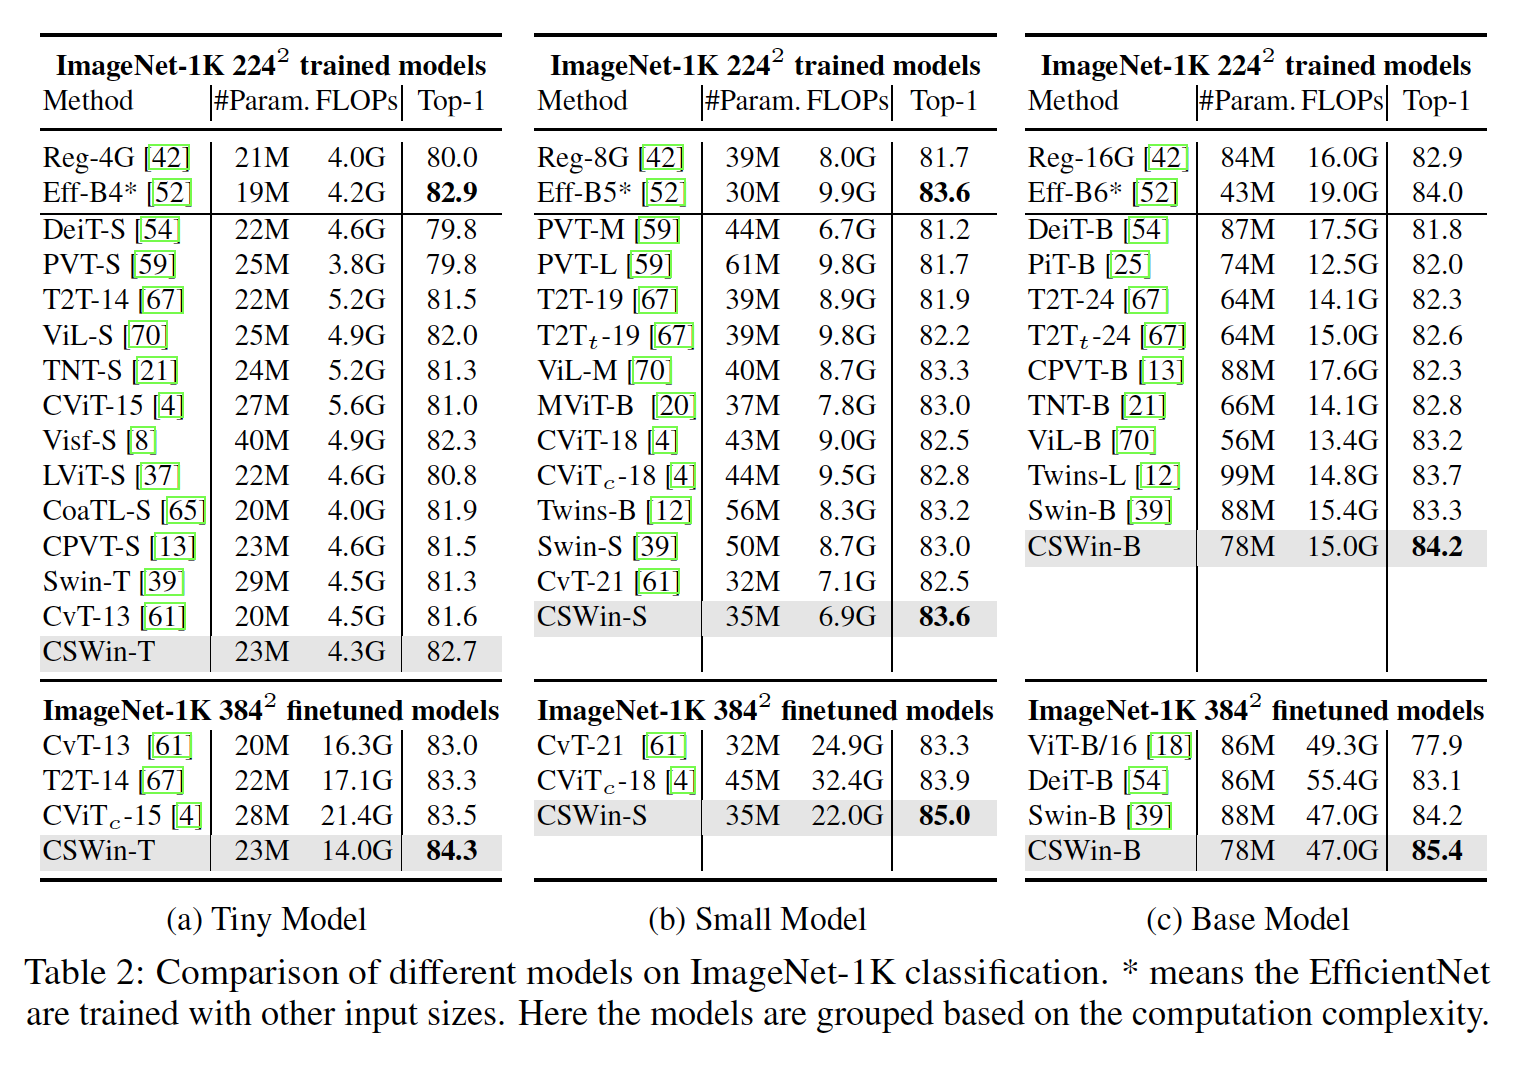 ImageNet-1K 224² trained models
Method #Param. FLOPs Top-1
Reg-4G [42] 21M 4.0G 80.0
Eff-B4* [52] 19M 4.2G 82.9
DeiT-S [54] 22M 4.6G 79.8
PVT-S [59] 25M 3.8G 79.8
T2T-14 [67] 22M 5.2G 81.5
ViL-S [70] 25M 4.9G 82.0
TNT-S [21] 24M 5.2G 81.3
CViT-15 [4] 27M 5.6G 81.0
Visf-S [8] 40M 4.9G 82.3
LViT-S [37] 22M 4.6G 80.8
CoaTL-S [65] 20M 4.0G 81.9
CPVT-S [13] 23M 4.6G 81.5
Swin-T [39] 29M 4.5G 81.3
CvT-13 [61] 20M 4.5G 81.6
CSWin-T 23M 4.3G 82.7
ImageNet-1K 384² finetuned models
CvT-13 [61] 20M 16.3G 83.0
T2T-14 [67] 22M 17.1G 83.3
CViTc-15 [4] 28M 21.4G 83.5
CSWin-T 23M 14.0G 84.3
(a) Tiny Model
ImageNet-1K 224² trained models
Method #Param. FLOPs Top-1
Reg-8G [42] 39M 8.0G 81.7
Eff-B5* [52] 30M 9.9G 83.6
PVT-M [59] 44M 6.7G 81.2
PVT-L [59] 61M 9.8G 81.7
T2T-19 [67] 39M 8.9G 81.9
T2Tt-19 [67] 39M 9.8G 82.2
ViL-M [70] 40M 8.7G 83.3
MViT-B [20] 37M 7.8G 83.0
CViT-18 [4] 43M 9.0G 82.5
CViTc-18 [4] 44M 9.5G 82.8
Twins-B [12] 56M 8.3G 83.2
Swin-S [39] 50M 8.7G 83.0
CvT-21 [61] 32M 7.1G 82.5
CSWin-S 35M 6.9G 83.6
ImageNet-1K 384² finetuned models
CvT-21 [61] 32M 24.9G 83.3
CViTc-18 [4] 45M 32.4G 83.9
CSWin-S 35M 22.0G 85.0
(b) Small Model
ImageNet-1K 224² trained models
Method #Param. FLOPs Top-1
Reg-16G [42] 84M 16.0G 82.9
Eff-B6* [52] 43M 19.0G 84.0
DeiT-B [54] 87M 17.5G 81.8
PiT-B [25] 74M 12.5G 82.0
T2T-24 [67] 64M 14.1G 82.3
T2Tt-24 [67] 64M 15.0G 82.6
CPVT-B [13] 88M 17.6G 82.3
TNT-B [21] 66M 14.1G 82.8
ViL-B [70] 56M 13.4G 83.2
Twins-L [12] 99M 14.8G 83.7
Swin-B [39] 88M 15.4G 83.3
CSWin-B 78M 15.0G 84.2
ImageNet-1K 384² finetuned models
ViT-B/16 [18] 86M 49.3G 77.9
DeiT-B [54] 86M 55.4G 83.1
Swin-B [39] 88M 47.0G 84.2
CSWin-B 78M 47.0G 85.4
(c) Base Model
Table 2: Comparison of different models on ImageNet-1K classification. * means the EfficientNet
are trained with other input sizes. Here the models are grouped based on the computation complexity.